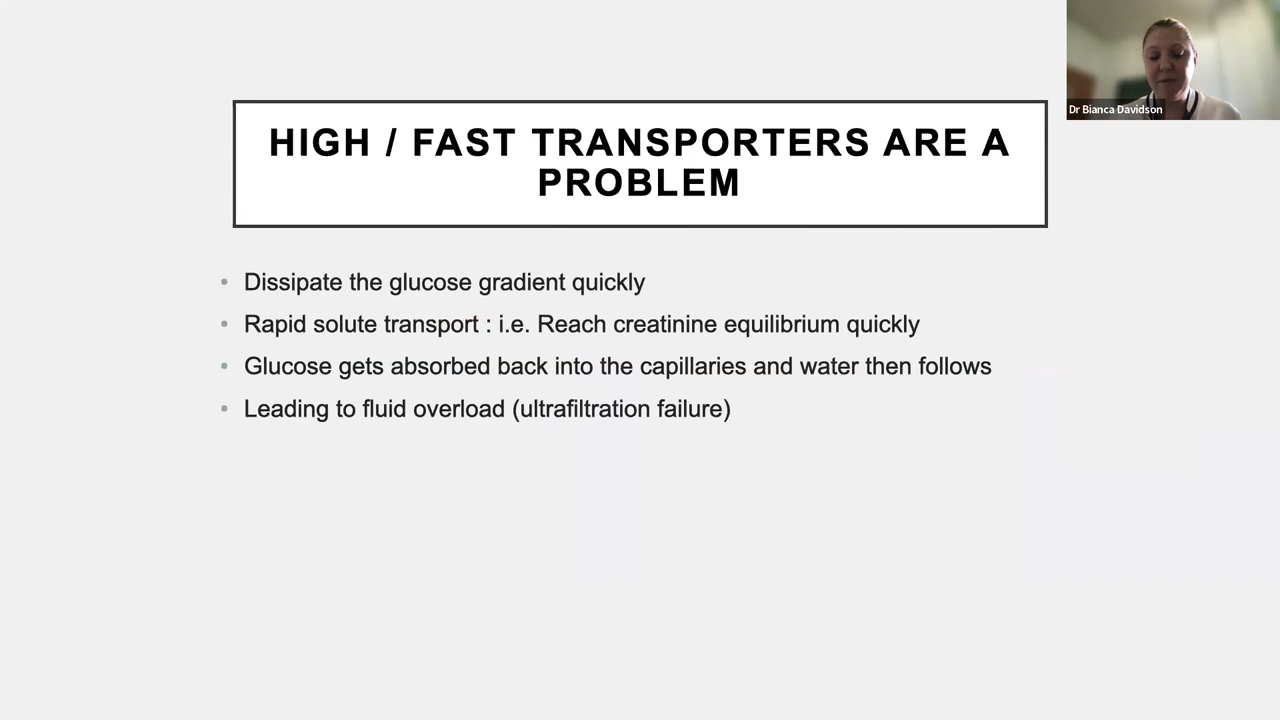 HIGH / FAST TRANSPORTERS ARE A
PROBLEM
Dr Bianca Davidson
• Dissipate the glucose gradient quickly
• Rapid solute transport : i.e. Reach creatinine equilibrium quickly
• Glucose gets absorbed back into the capillaries and water then follows
• Leading to fluid overload (ultrafiltration failure)